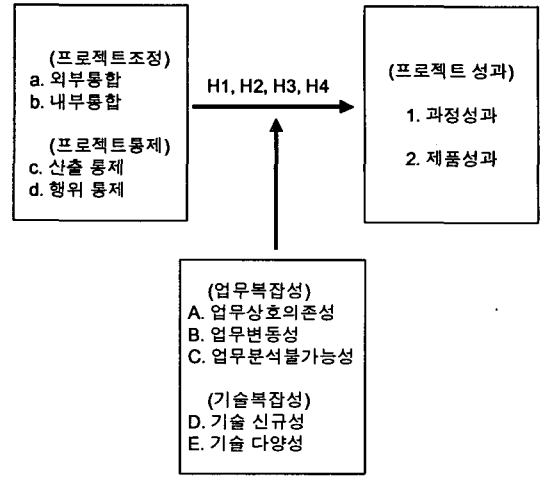 (프로젝트조정)
a. 외부통합
b. 내부통합
(프로젝트통제)
c. 산출 통제
d. 행위 통제
H1, H2, H3, H4
(프로젝트 성과)
1. 과정성과
2. 제품성과
(업무복잡성)
A. 업무상호의존성
B. 업무변동성
C. 업무분석불가능성
(기술복잡성)
D. 기술 신규성
E. 기술 다양성